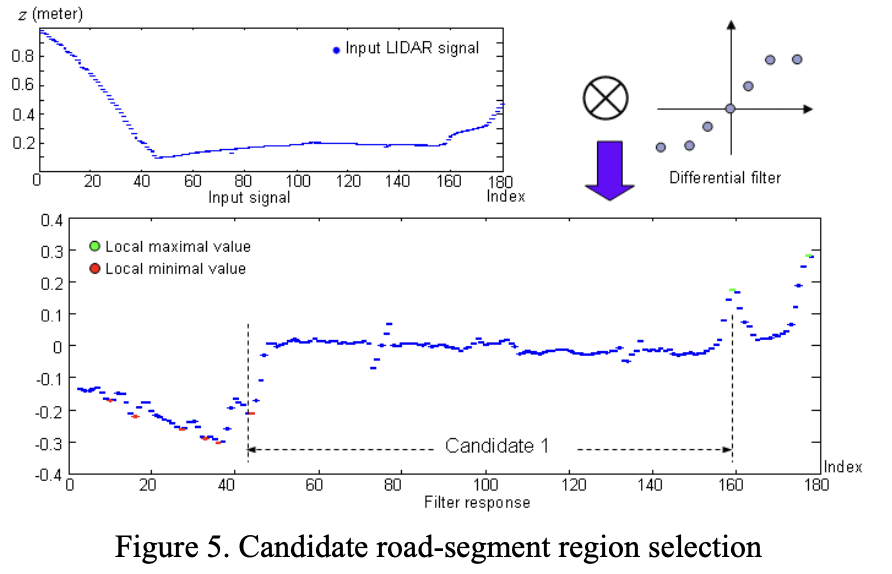 z (meter)
0.8
0.6
0.4
0.2
Input LIDAR signal
0 20 40 60 80 100 120 140 160 180
Input signal
Index
Differential filter
0.4
0.3
0.2
0.1
0
-0.1
-0.2
-0.3
-0.4
Local maximal value
Local minimal value
Candidate 1
0 20 40 60 80 100 120 140 160 180
Index
Filter response
Figure 5. Candidate road-segment region selection